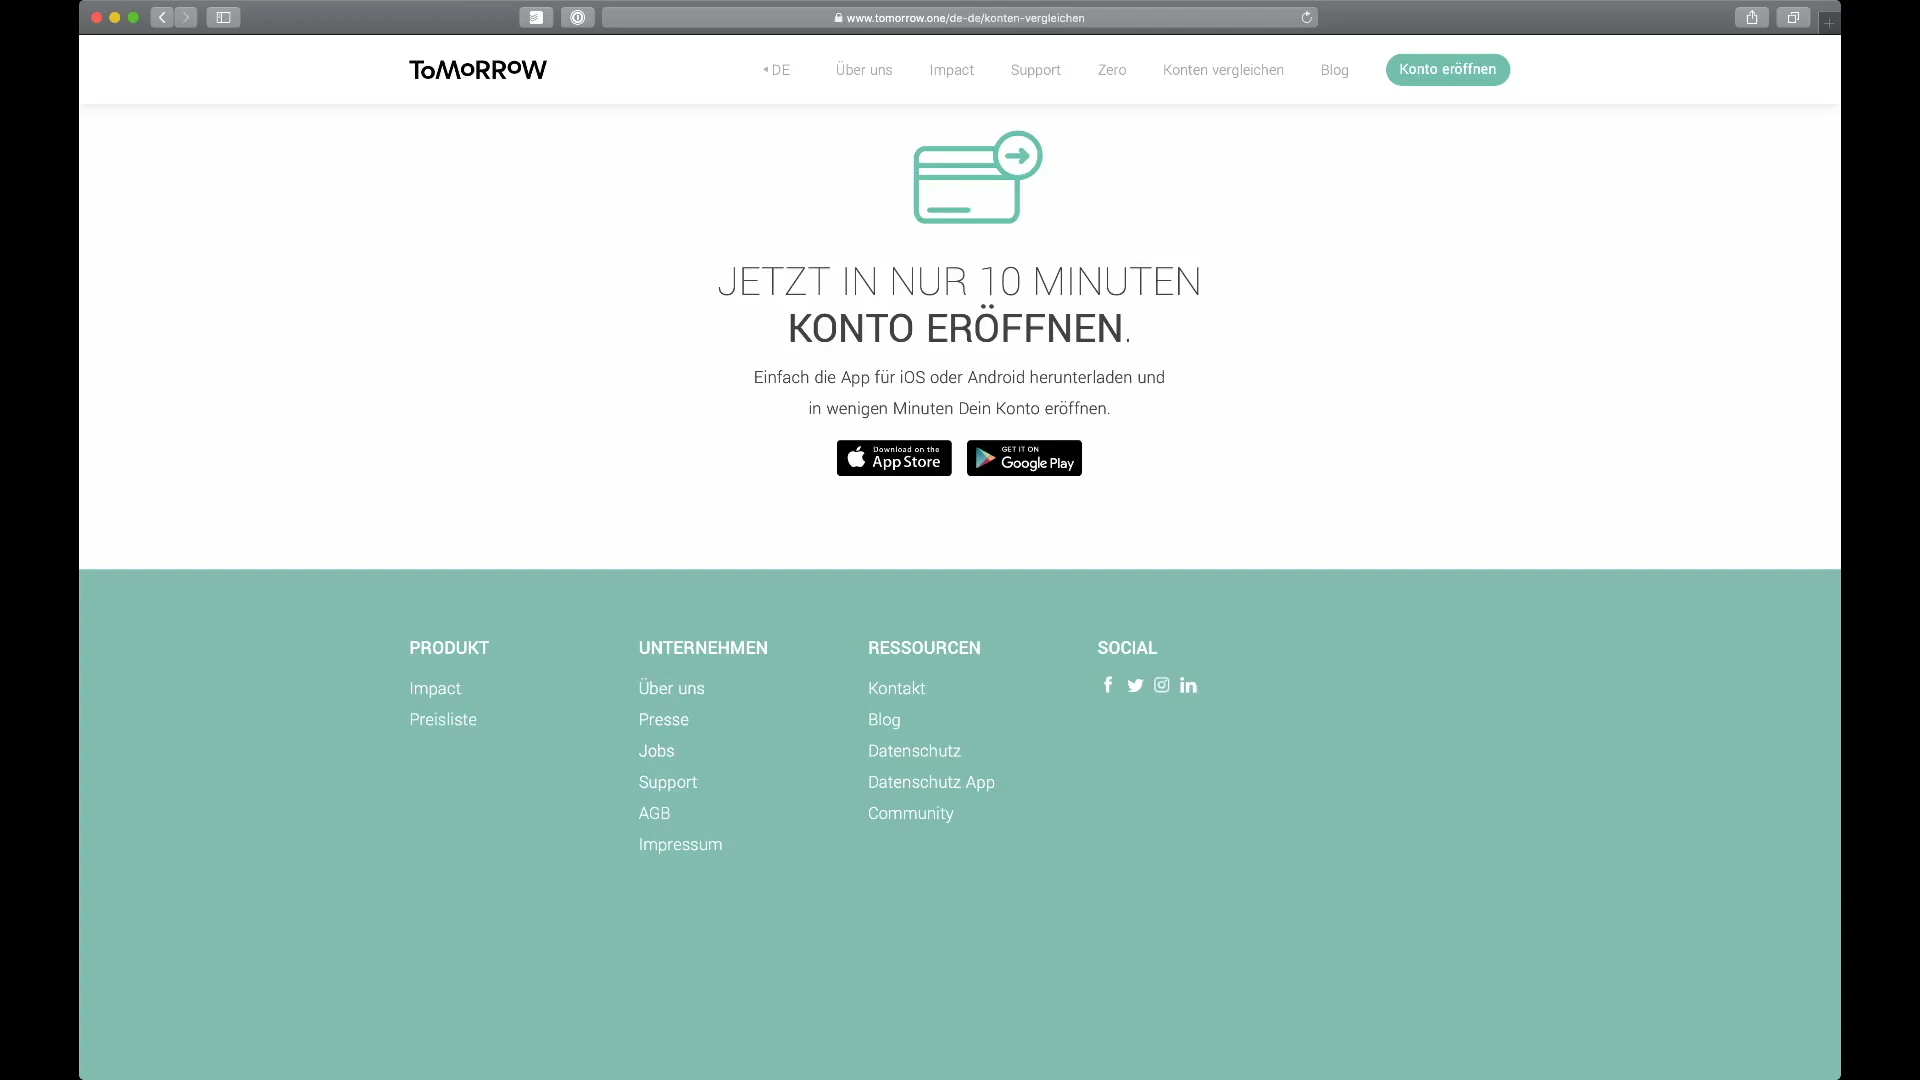 www.tomorrow.one/de-de/konten-vergleichen
ToMoRRoW
DE
Über uns
Impact
Support
Zero
Konten vergleichen
Blog
Konto eröffnen
JETZT IN NUR 10 MINUTEN
KONTO ERÖFFNEN.
Einfach die App für iOS oder Android herunterladen und
in wenigen Minuten Dein Konto eröffnen.
Download on the
App Store
GET IT ON
Google Play
PRODUKT
Impact
Preisliste
UNTERNEHMEN
Über uns
Presse
Jobs
Support
AGB
Impressum
RESSOURCEN
Kontakt
Blog
Datenschutz
Datenschutz App
Community
SOCIAL